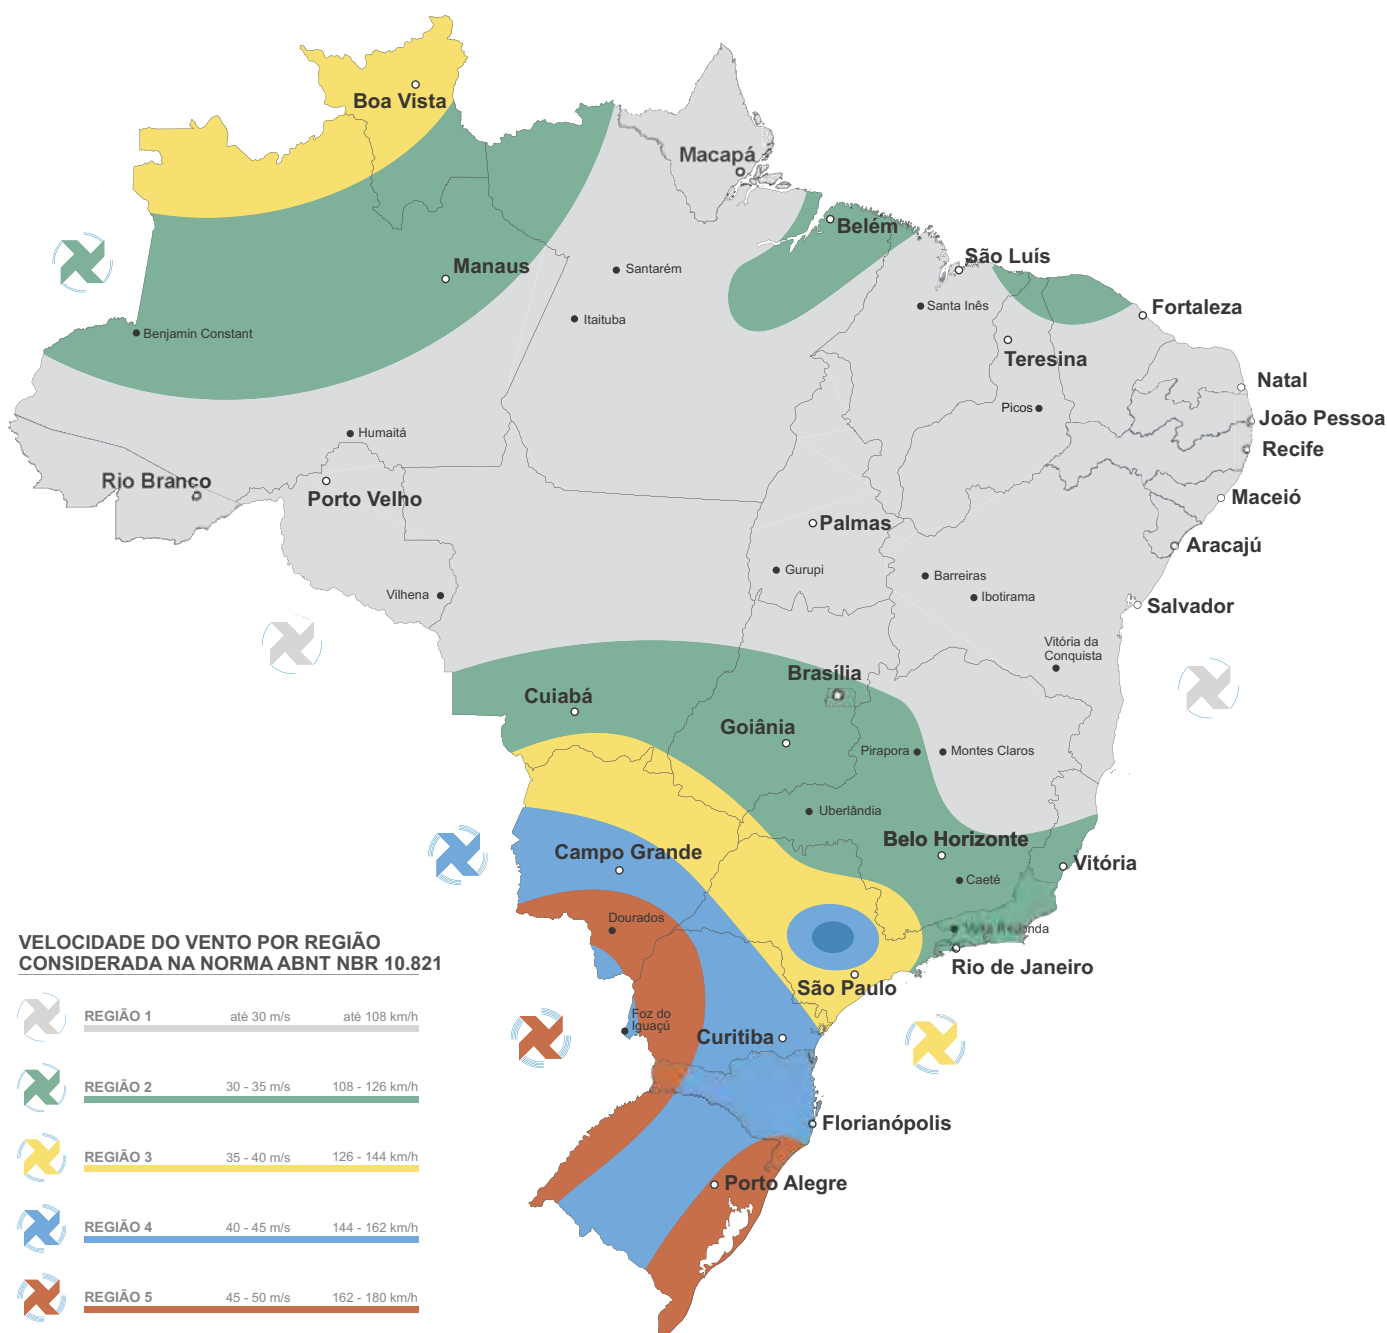 Boa Vista
Macapá
Belém
Manaus
Santarém
São Luís
Santa Inês
Fortaleza
Itaituba
Benjamin Constant
Teresina
Natal
Picos
João Pessoa
Humaitá
Recife
Rio Branco
Porto Velho
Maceió
Palmas
Aracajú
Gurupi
Barreiras
Vilhena
Ibotirama
Salvador
Vitória da
Conquista
Brasília
Cuiabá
Goiânia
Pirapora
Montes Claros
Uberlândia
Belo Horizonte
Campo Grande
Vitória
Caeté
Dourados
Rio de Janeiro
São Paulo
Foz do
Iguaçú
Curitiba
Florianópolis
Porto Alegre
VELOCIDADE DO VENTO POR REGIÃO
CONSIDERADA NA NORMA ABNT NBR 10.821
REGIÃO 1 até 30 m/s até 108 km/h
REGIÃO 2 30 - 35 m/s 108 - 126 km/h
REGIÃO 3 35 - 40 m/s 126 - 144 km/h
REGIÃO 4 40 - 45 m/s 144 - 162 km/h
REGIÃO 5 45 - 50 m/s 162 - 180 km/h